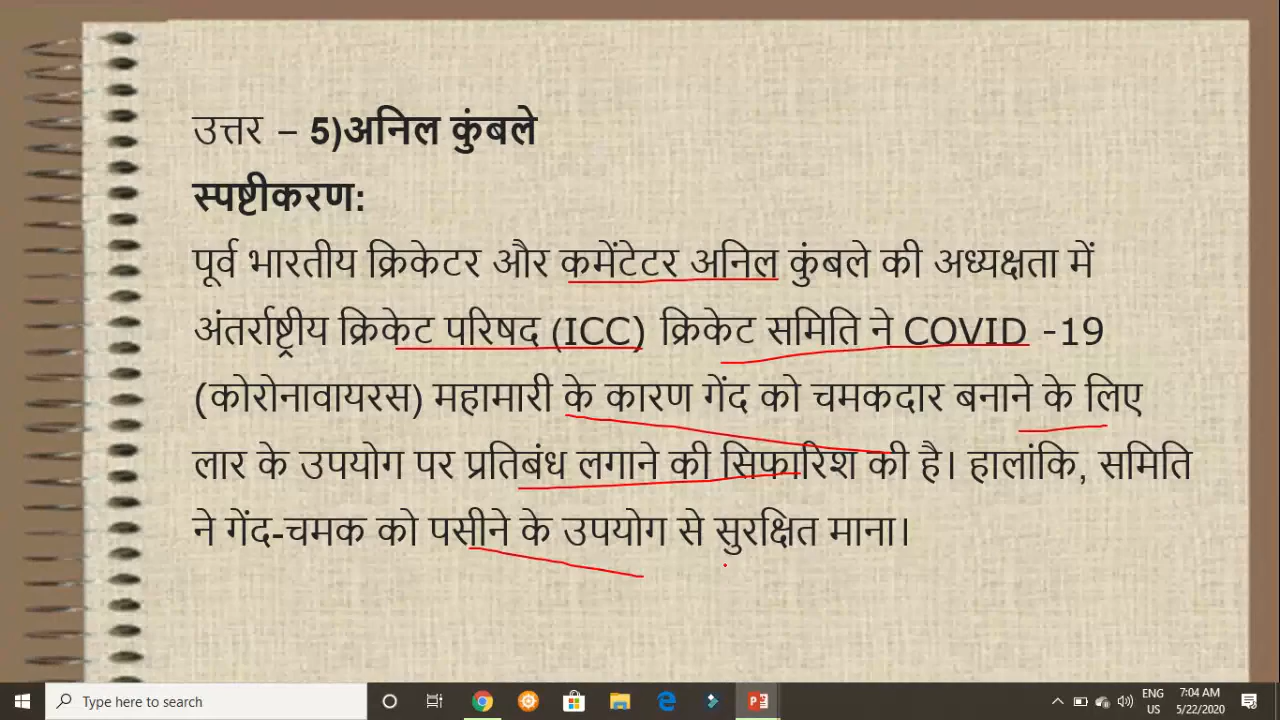 उत्तर – 5)अनिल कुंबले
स्पष्टीकरण:
पूर्व भारतीय क्रिकेटर और कमेंटेटर अनिल कुंबले की अध्यक्षता में
अंतर्राष्ट्रीय क्रिकेट परिषद (ICC) क्रिकेट समिति ने COVID -19
(कोरोनावायरस) महामारी के कारण गेंद को चमकदार बनाने के लिए
लार के उपयोग पर प्रतिबंध लगाने की सिफारिश की है। हालांकि, समिति
ने गेंद-चमक को पसीने के उपयोग से सुरक्षित माना।
Type here to search
ENG
US
7:04 AM
5/22/2020